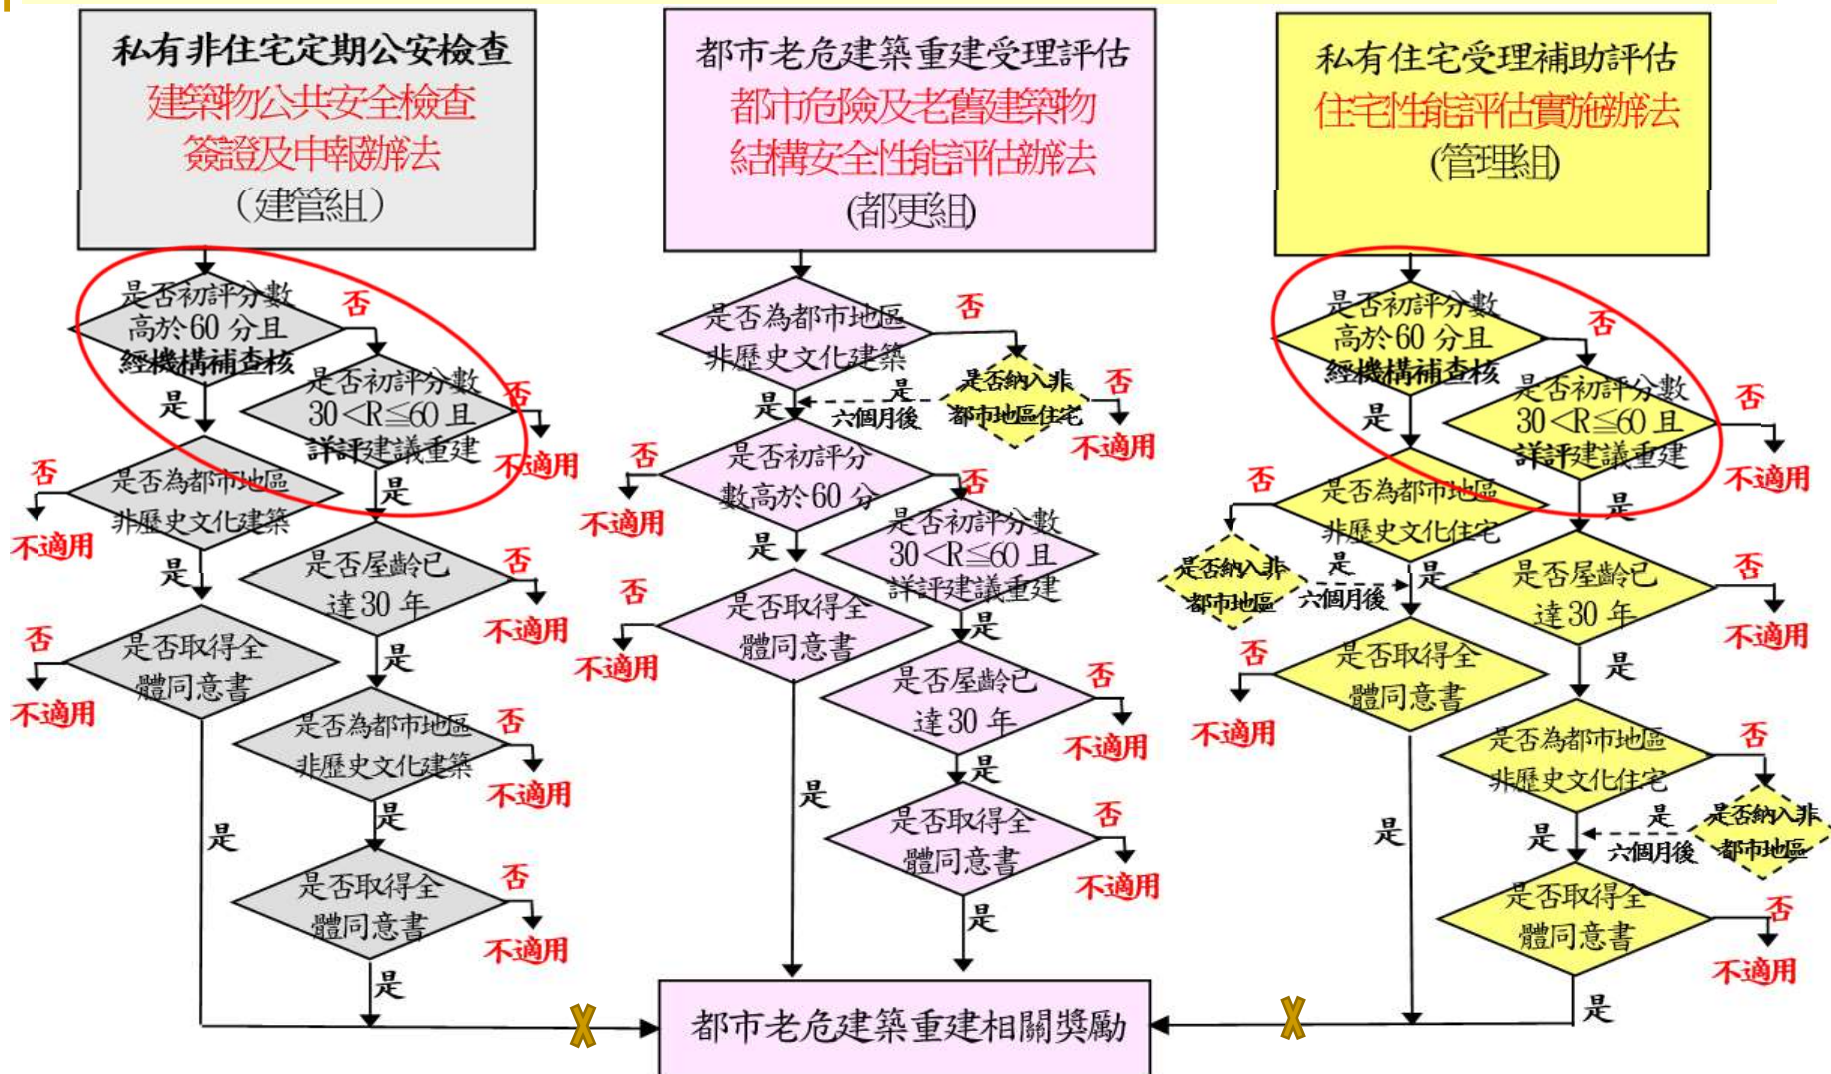 私有非住宅定期公安檢查
建築物公共安全檢查
簽證及申報辦法
(建管組)
是否初評分數
高於60分且
經機構補查核
否
是
是否初評分數
30<R≦60且
詳評建議重建
否
不適用
是
是否為都市地區
非歷史文化建築
否
不適用
是
是否屋齡已
達30年
否
不適用
是
是否取得全
體同意書
否
不適用
是
是否為都市地區
非歷史文化建築
否
不適用
是
是否取得全
體同意書
否
不適用
是
都市老危建築重建受理評估
都市危險及老舊建築物
結構安全性能評估辦法
(都更組)
是否為都市地區
非歷史文化建築
否
是
是否納入非
都市地區住宅
是
六個月後
否
不適用
是否初評分
數高於60分
否
不適用
否
是
是否初評分數
30<R≦60且
詳評建議重建
是
是否取得全
體同意書
否
不適用
是
是否屋齡已
達30年
否
不適用
是
是否取得全
體同意書
否
不適用
是
私有住宅受理補助評估
住宅性能評估實施辦法
(管理組)
是否初評分數
高於60分且
經機構補查核
否
是
是否初評分數
30<R≦60且
詳評建議重建
否
不適用
是
是否為都市地區
非歷史文化住宅
否
是
是否納入非
都市地區
是
六個月後
是否屋齡已
達30年
否
不適用
是
是否取得全
體同意書
否
不適用
是
是否為都市地區
非歷史文化住宅
否
是
是否納入非
都市地區
是
六個月後
是否取得全
體同意書
否
不適用
是
都市老危建築重建相關獎勵